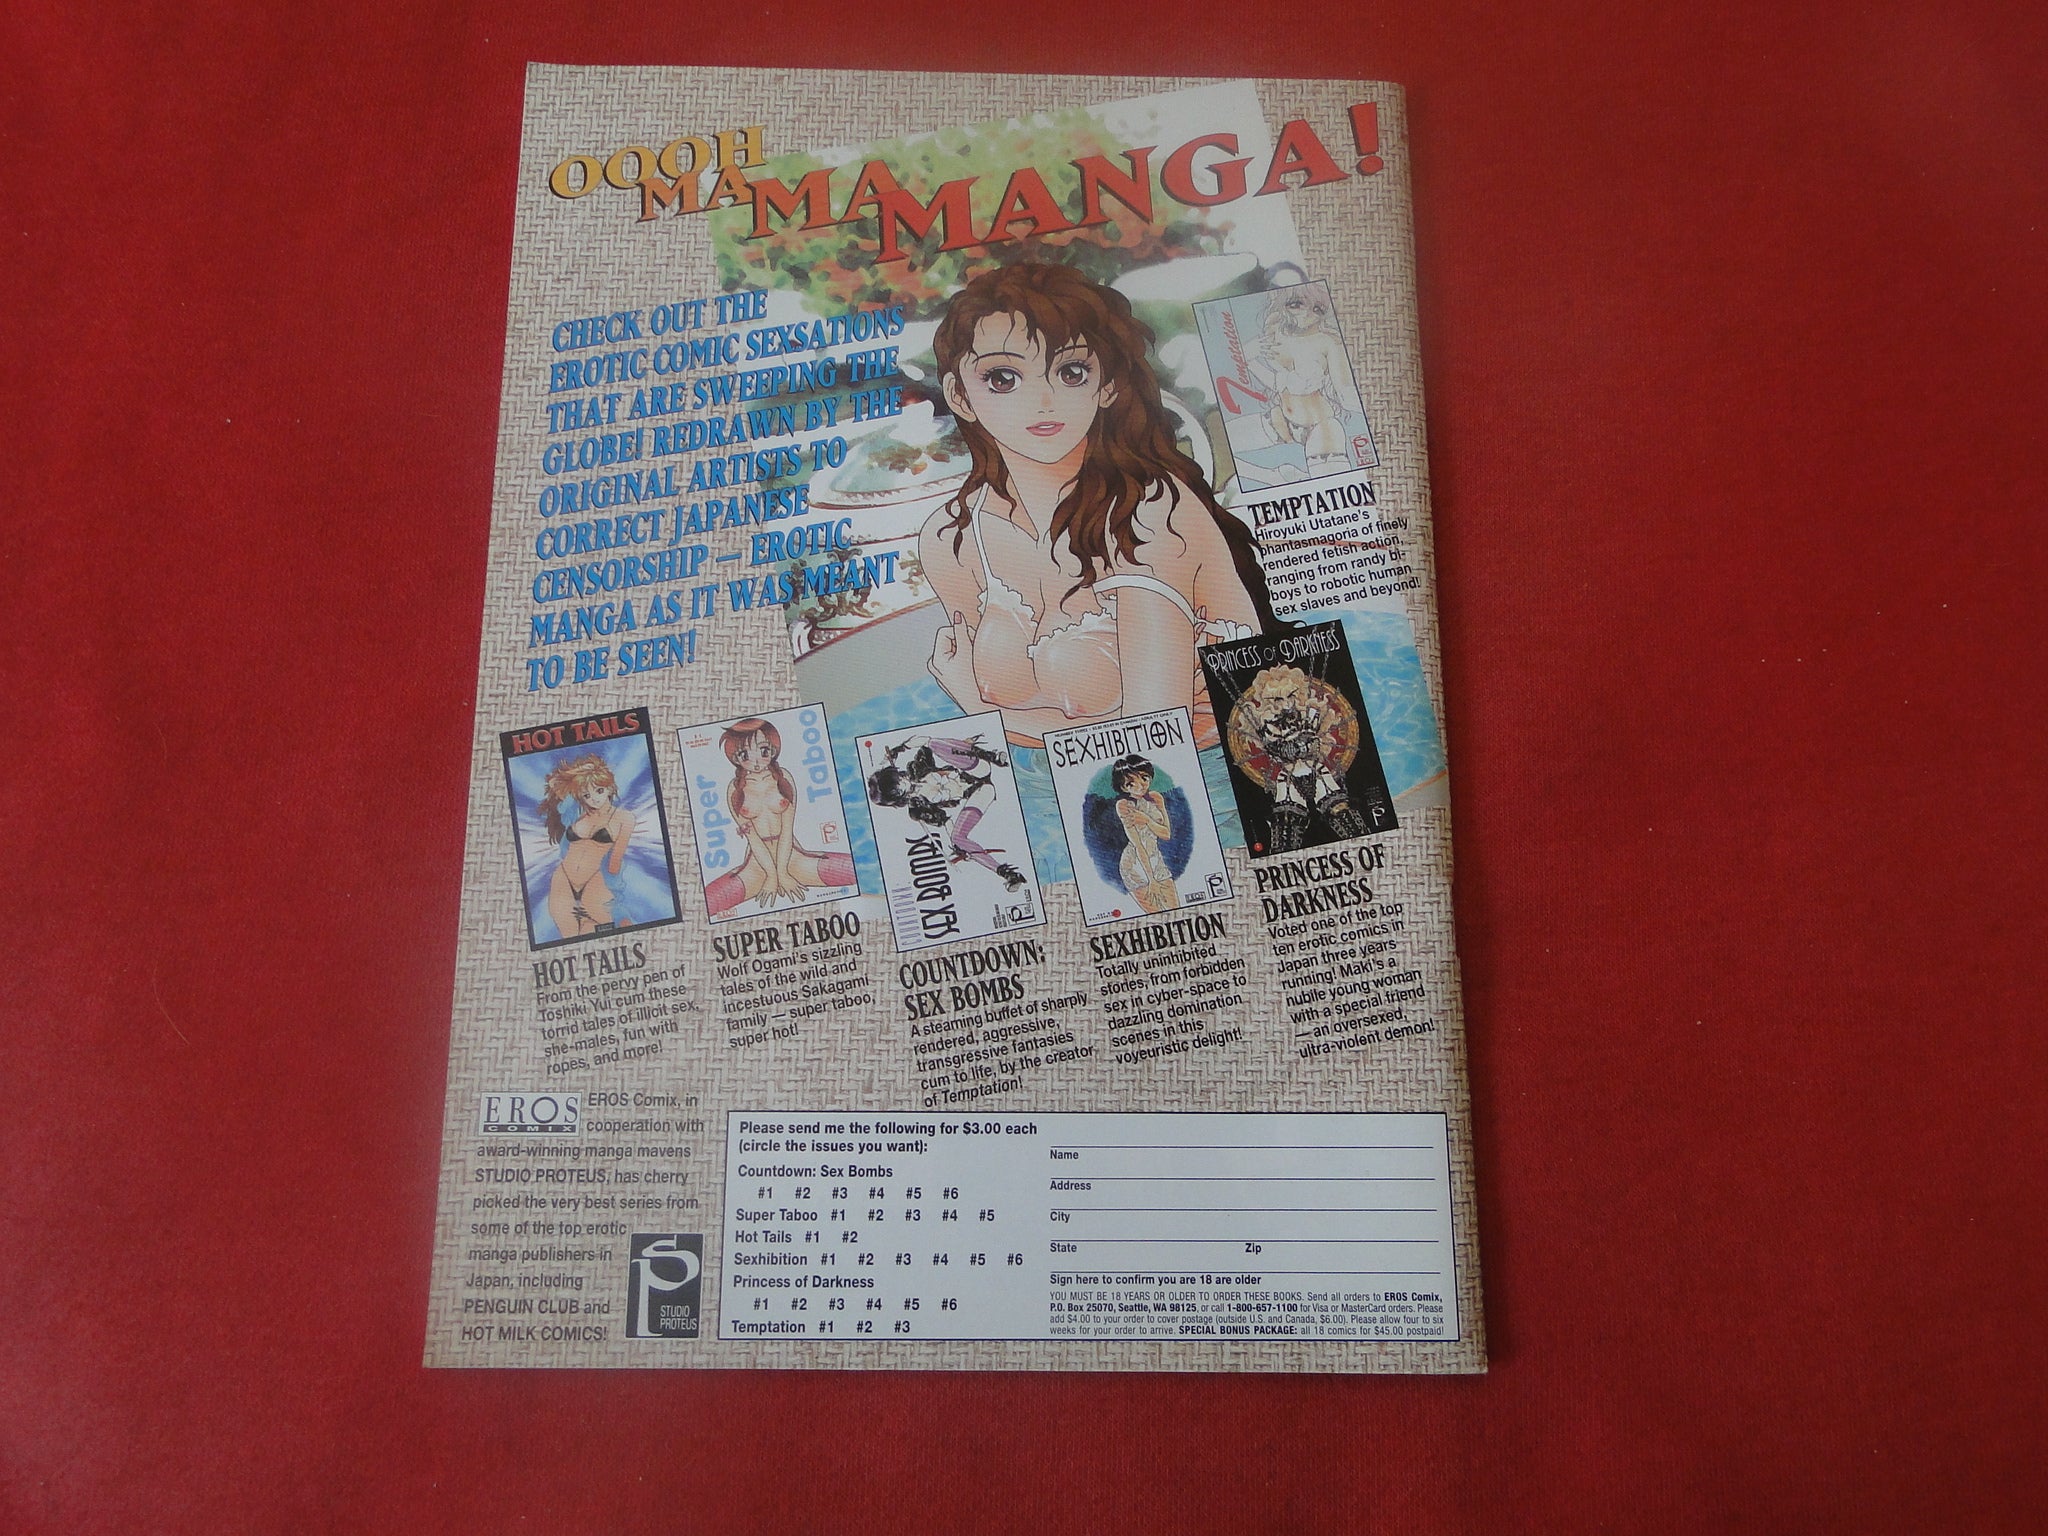 OOOH
MAMAMANGA!
CHECK OUT THE
EROTIC COMIC SEXSATIONS
THAT ARE SWEEPING THE
GLOBE! REDRAWN BY THE
ORIGINAL ARTISTS TO
CORRECT JAPANESE
CENSORSHIP — EROTIC
MANGA AS IT WAS MEANT
TO BE SEEN!
Temptation
TEMPTATION
Hiroyuki Utatane's
phantasmagoria of finely
rendered fetish action,
ranging from randy bi-
boys to robotic human
sex slaves and beyond!
HOT TAILS
HOT TAILS
From the pervy pen of
Toshiki Yui cum these
torrid tales of illicit sex,
she-males, fun with
ropes, and more!
Super Taboo
SUPER TABOO
Wolf Ogami's sizzling
tales of the wild and
incestuous Sakagami
family — super taboo,
super hot!
COUNTDOWN
SEX BOMBS
COUNTDOWN:
SEX BOMBS
A steaming buffet of sharply
rendered, aggressive,
transgressive fantasies
cum to life, by the creator
of Temptation!
SEXHIBITION
SEXHIBITION
Totally uninhibited
stories, from forbidden
sex in cyber-space to
dazzling domination
scenes in this
voyeuristic delight!
PRINCESS OF DARKNESS
PRINCESS OF
DARKNESS
Voted one of the top
ten erotic comics in
Japan three years
running! Maki's a
nubile young woman
with a special friend
— an oversexed,
ultra-violent demon!
EROS
COMIX
EROS Comix, in
cooperation with
award-winning manga mavens
STUDIO PROTEUS, has cherry
picked the very best series from
some of the top erotic
manga publishers in
Japan, including
PENGUIN CLUB and
HOT MILK COMICS!
SP
STUDIO
PROTEUS
Please send me the following for $3.00 each
(circle the issues you want):
Countdown: Sex Bombs
#1 #2 #3 #4 #5 #6
Super Taboo #1 #2 #3 #4 #5
Hot Tails #1 #2
Sexhibition #1 #2 #3 #4 #5 #6
Princess of Darkness
#1 #2 #3 #4 #5 #6
Temptation #1 #2 #3
Name
Address
City
State Zip
Sign here to confirm you are 18 are older
YOU MUST BE 18 YEARS OR OLDER TO ORDER THESE BOOKS. Send all orders to EROS Comix,
P.O. Box 25070, Seattle, WA 98125, or call 1-800-657-1100 for Visa or MasterCard orders. Please
add $4.00 to your order to cover postage (outside U.S. and Canada, $6.00). Please allow four to six
weeks for your order to arrive. SPECIAL BONUS PACKAGE: all 18 comics for $45.00 postpaid!